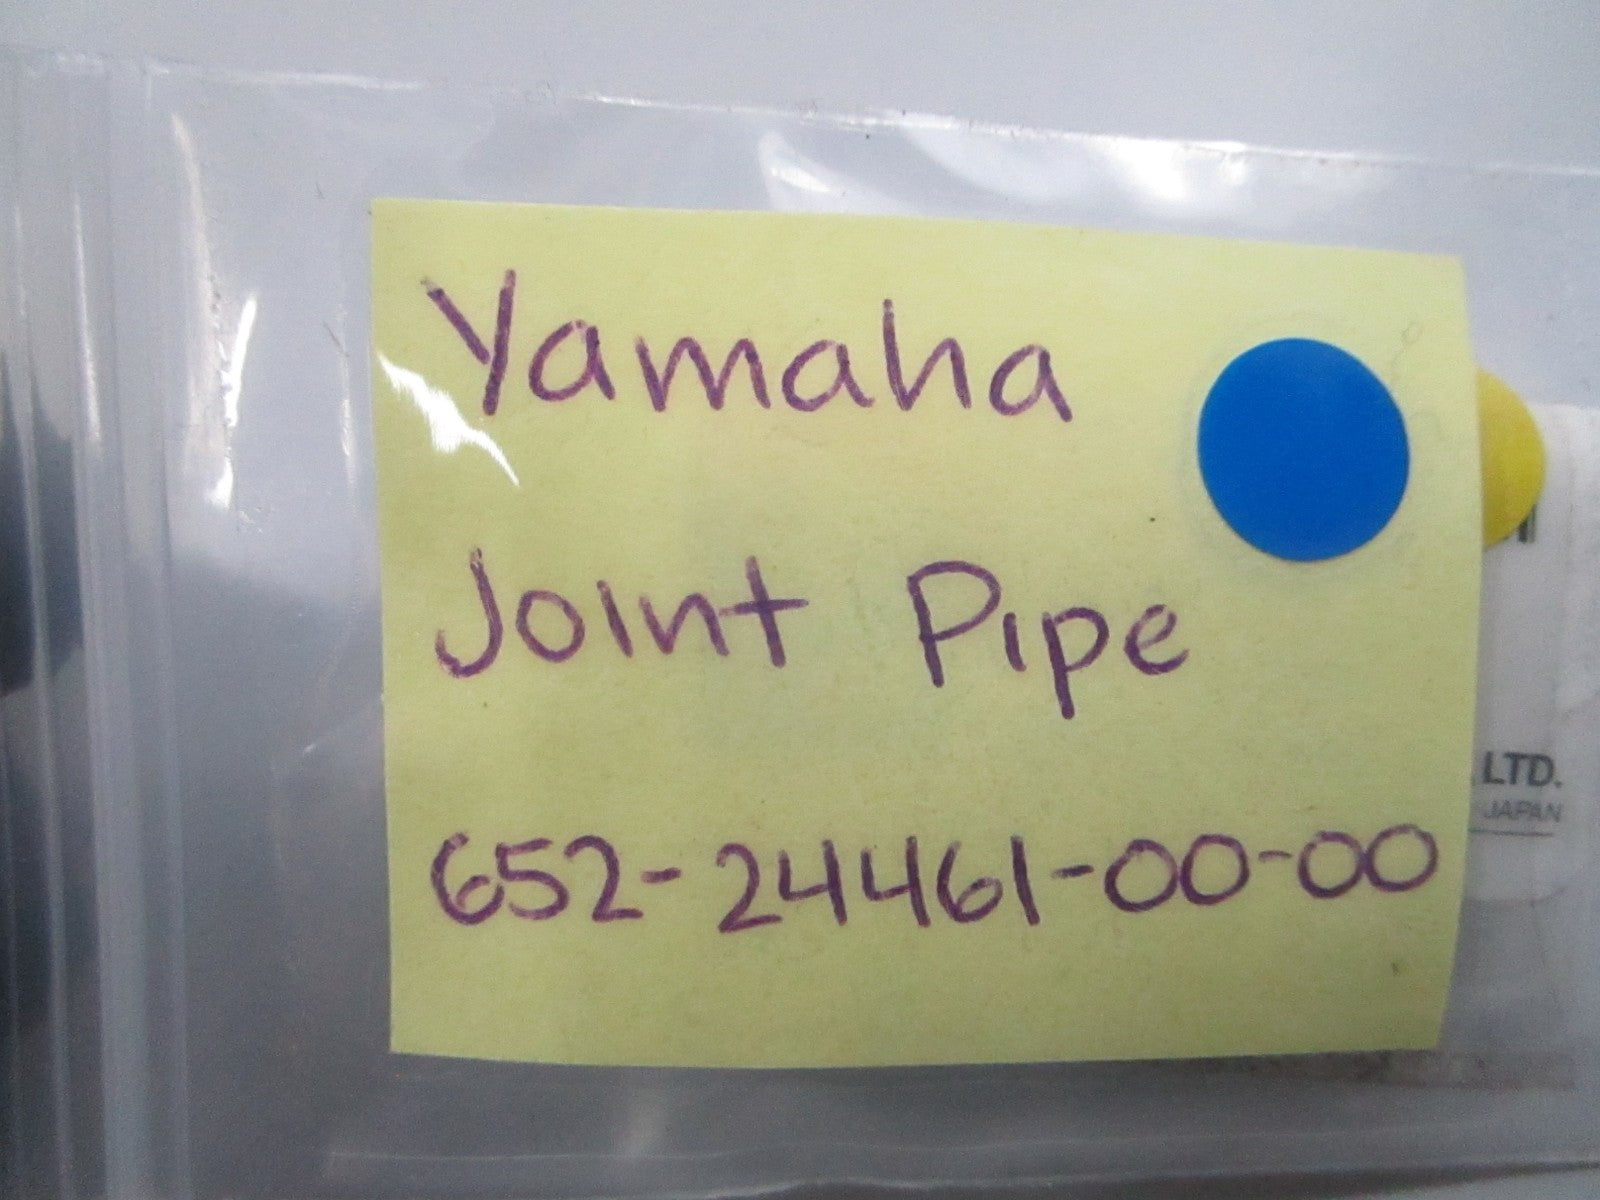 Yamaha
Joint Pipe
652-24461-00-00
LTD.
JAPAN